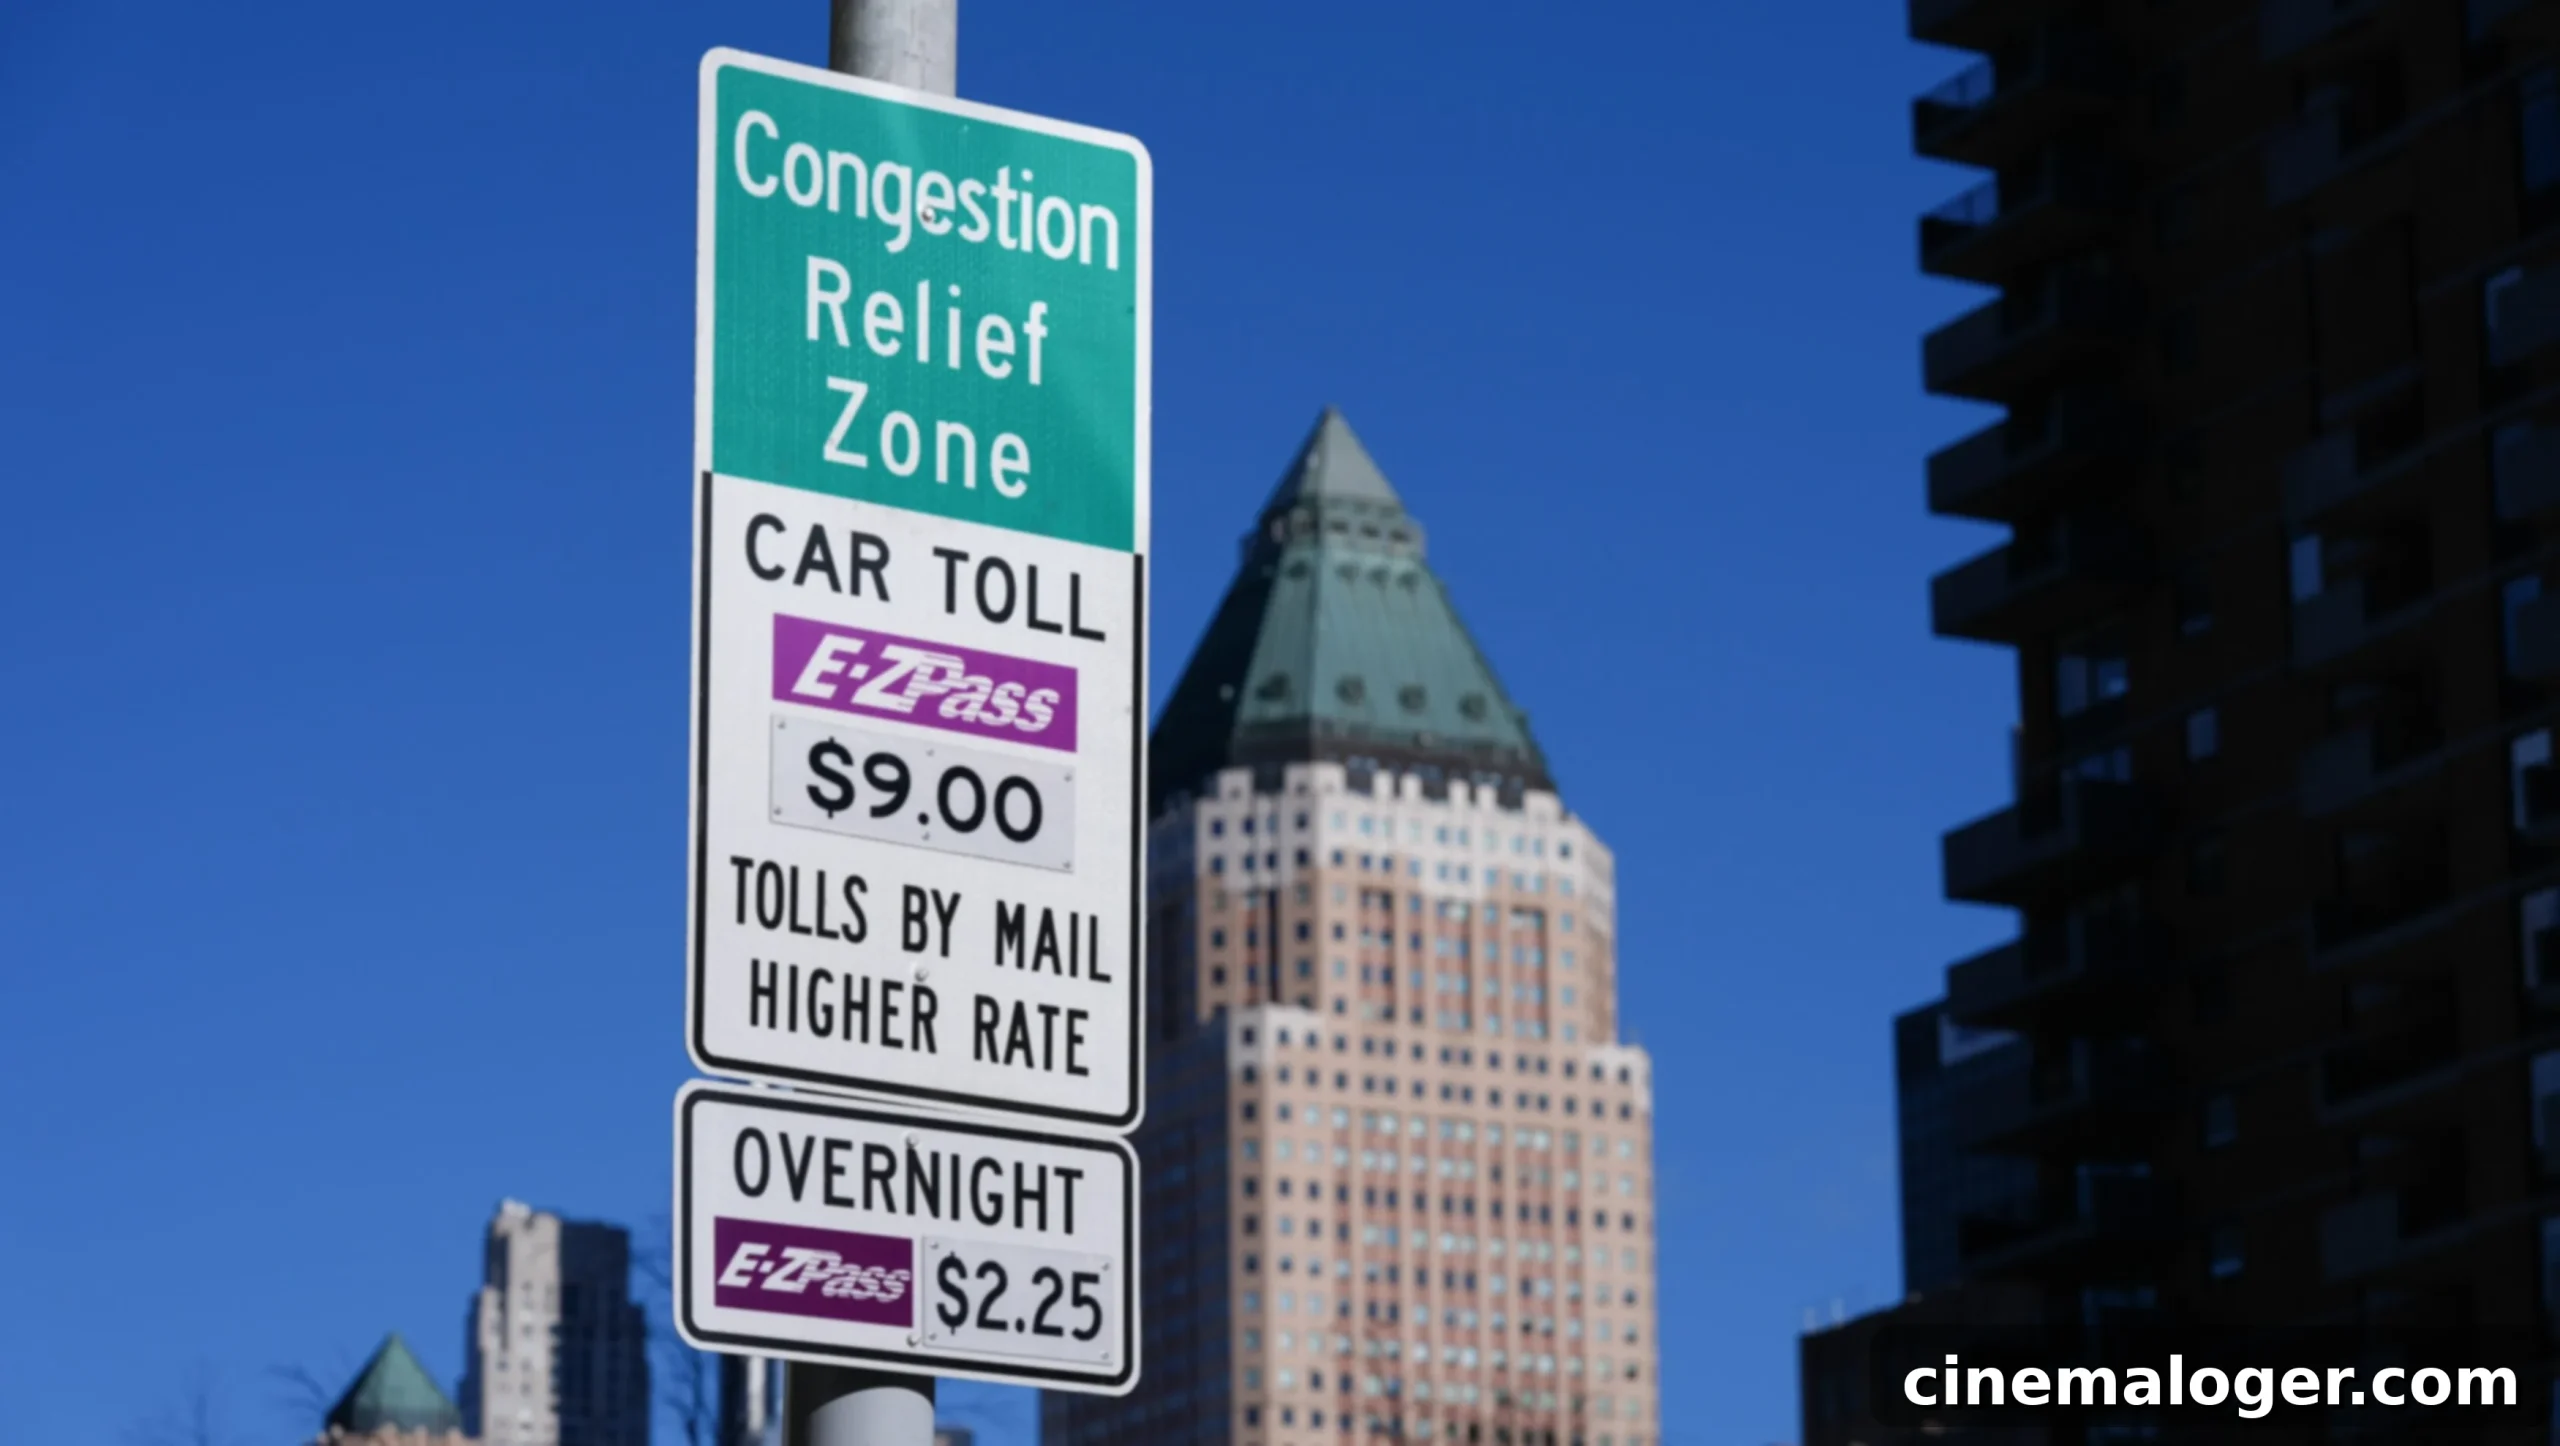 Congestion
Relief
Zone
CAR TOLL
E-ZPass
$9.00
TOLLS BY MAIL
HIGHER RATE
OVERNIGHT
E-ZPass $2.25
cinemaloger.com